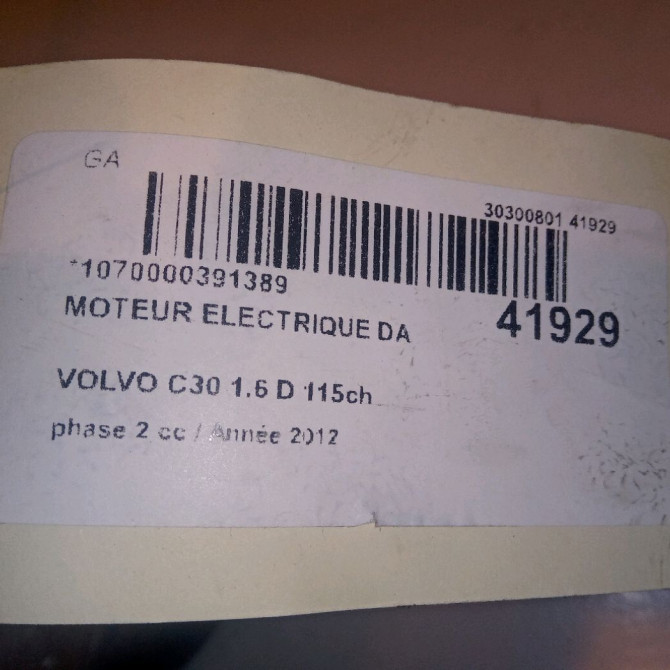 GA
30300801 41929
*1070000391389
41929
MOTEUR ELECTRIQUE DA
VOLVO C30 1.6 D 115ch
phase 2 cc / Année 2012